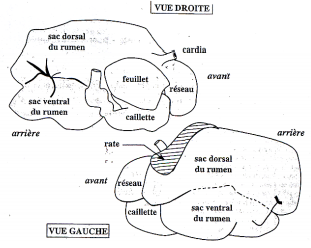 VUE DROITE
sac dorsal
du rumen
cardia
feuillet
avant
réseau
sac ventral
du rumen
caillette
arrière
arrière
rate
sac dorsal
du rumen
avant
réseau
caillette
sac ventral
du rumen
VUE GAUCHE